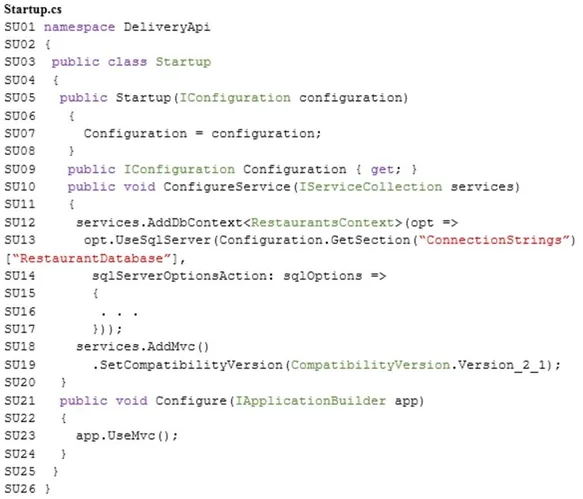 Startup.cs
SU01 namespace DeliveryApi
SU02 {
SU03 public class Startup
SU04 {
SU05 public Startup(IConfiguration configuration)
SU06 {
SU07 Configuration = configuration;
SU08 }
SU09 public IConfiguration Configuration { get; }
SU10 public void ConfigureService(IServiceCollection services)
SU11 {
SU12 services.AddDbContext<RestaurantsContext>(opt =>
SU13 opt.UseSqlServer(Configuration.GetSection(“ConnectionStrings”)
[“RestaurantDatabase”],
SU14 sqlServerOptionsAction: sqlOptions =>
SU15 {
SU16 . . .
SU17 }));
SU18 services.AddMvc()
SU19 .SetCompatibilityVersion(CompatibilityVersion.Version_2_1);
SU20 }
SU21 public void Configure(IApplicationBuilder app)
SU22 {
SU23 app.UseMvc();
SU24 }
SU25 }
SU26 }